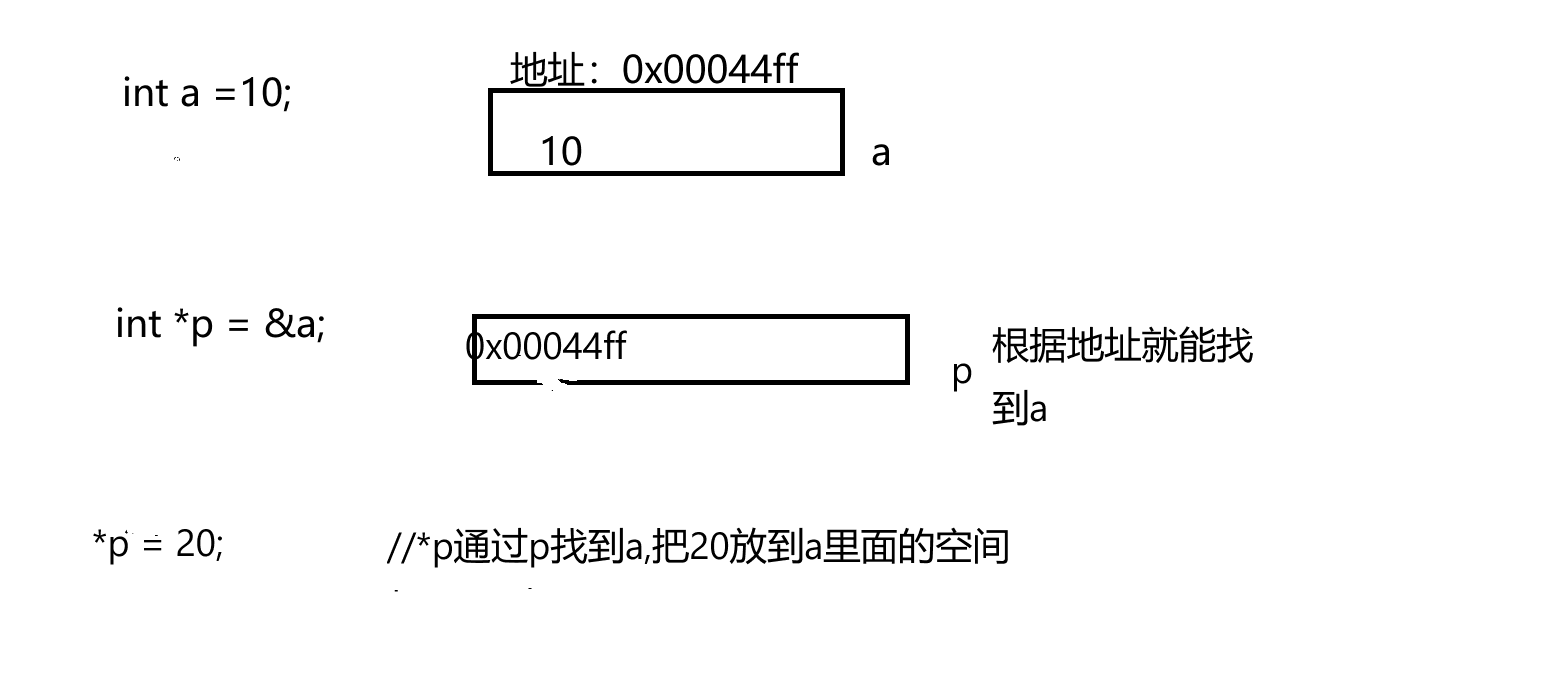 地址：0x00044ff
int a =10;
10
a
int *p = &a;
0x00044ff
p
根据地址就能找
到a
*p = 20;
//*p通过p找到a,把20放到a里面的空间